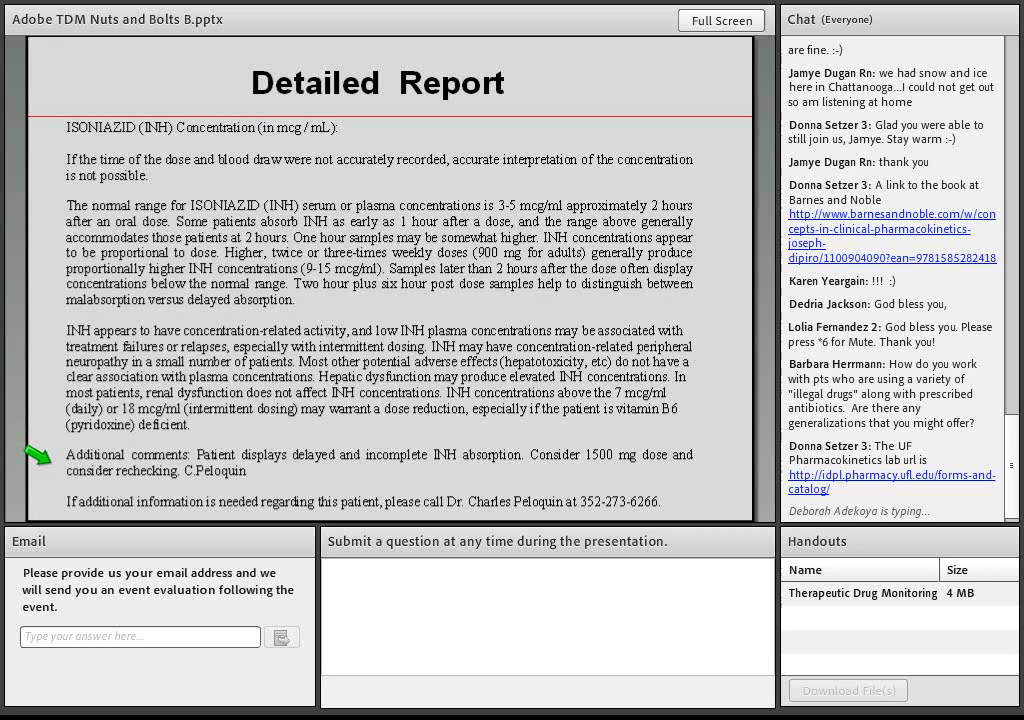 Adobe TDM Nuts and Bolts B.pptx
Full Screen
Detailed Report
ISONIAZID (INH) Concentration (in mcg / mL):
If the time of the dose and blood draw were not accurately recorded, accurate interpretation of the concentration
is not possible.
The normal range for ISONIAZID (INH) serum or plasma concentrations is 3-5 mcg/ml approximately 2 hours
after an oral dose. Some patients absorb INH as early as 1 hour after a dose, and the range above generally
accommodates those patients at 2 hours. One hour samples may be somewhat higher. INH concentrations appear
to be proportional to dose. Higher, twice or three-times weekly doses (900 mg for adults) generally produce
proportionally higher INH concentrations (9-15 mcg/ml). Samples later than 2 hours after the dose often display
concentrations below the normal range. Two hour plus six hour post dose samples help to distinguish between
malabsorption versus delayed absorption.
INH appears to have concentration-related activity, and low INH plasma concentrations may be associated with
treatment failures or relapses, especially with intermittent dosing. INH may have concentration-related peripheral
neuropathy in a small number of patients. Most other potential adverse effects (hepatotoxicity, etc) do not have a
clear association with plasma concentrations. Hepatic dysfunction may produce elevated INH concentrations. In
most patients, renal dysfunction does not affect INH concentrations. INH concentrations above the 7 mcg/ml
(daily) or 18 mcg/ml (intermittent dosing) may warrant a dose reduction, especially if the patient is vitamin B6
(pyridoxine) deficient.
Additional comments: Patient displays delayed and incomplete INH absorption. Consider 1500 mg dose and
consider rechecking. C.Peloquin
If additional information is needed regarding this patient, please call Dr. Charles Peloquin at 352-273-6266.
Chat (Everyone)
are fine. :-)
Jamye Dugan Rn: we had snow and ice
here in Chattanooga...I could not get out
so am listening at home
Donna Setzer 3: Glad you were able to
still join us, Jamye. Stay warm :-)
Jamye Dugan Rn: thank you
Donna Setzer 3: A link to the book at
Barnes and Noble
http://www.barnesandnoble.com/w/con
cepts-in-clinical-pharmacokinetics-
joseph-
dipiro/1100904090?ean=9781585282418
Karen Yeargain: !!! :)
Dedria Jackson: God bless you,
Lolia Fernandez 2: God bless you. Please
press *6 for Mute. Thank you!
Barbara Herrmann: How do you work
with pts who are using a variety of
"illegal drugs" along with prescribed
antibiotics. Are there any
generalizations that you might offer?
Donna Setzer 3: The UF
Pharmacokinetics lab url is
http://idpl.pharmacy.ufl.edu/forms-and-
catalog/
Deborah Adekoya is typing...
Email
Please provide us your email address and we
will send you an event evaluation following the
event.
Type your answer here...
Submit a question at any time during the presentation.
Handouts
Name Size
Therapeutic Drug Monitoring 4 MB
Download File(s)